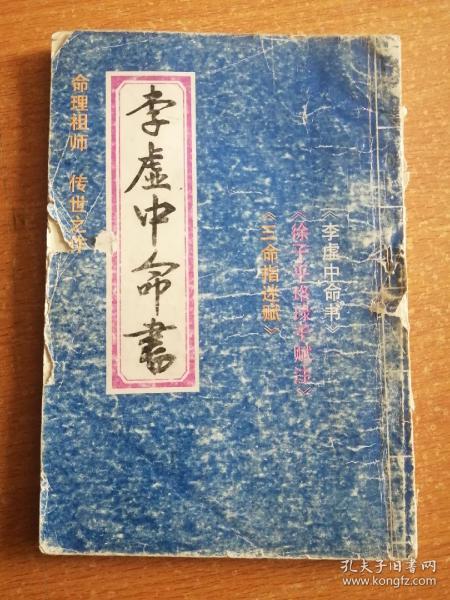 李虚中命书
命理祖师 传世之作
《李虚中命书》
《徐子平珞琭子赋注》
《三命指迷赋》
孔夫子旧书网
www.kongfz.com